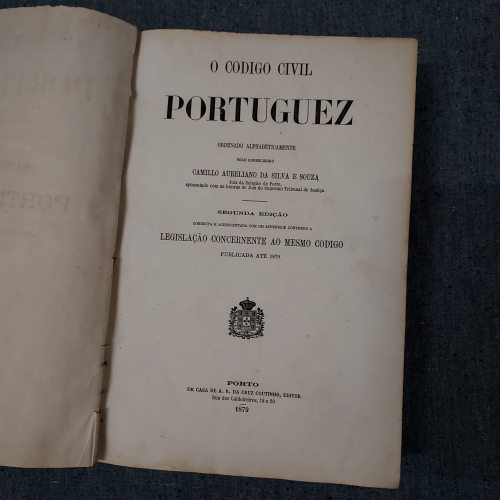 O CODIGO CIVIL
PORTUGUEZ
ORDENADO ALPHABETICAMENTE
PELO CONSELHEIRO
CAMILLO AURELIANO DA SILVA E SOUZA
Juiz da Relação do Porto,
aposentado com as honras de Juiz do Supremo Tribunal de Justiça
SEGUNDA EDIÇÃO
CORRECTA E ACRESCENTADA COM UM APPENDICE CONTENDO A
LEGISLAÇÃO CONCERNENTE AO MESMO CODIGO
PUBLICADA ATÉ 1879
PORTO
EM CASA DE A. R. DA CRUZ COUTINHO, EDITOR
Rua dos Caldeireiros, 18 e 20
1879